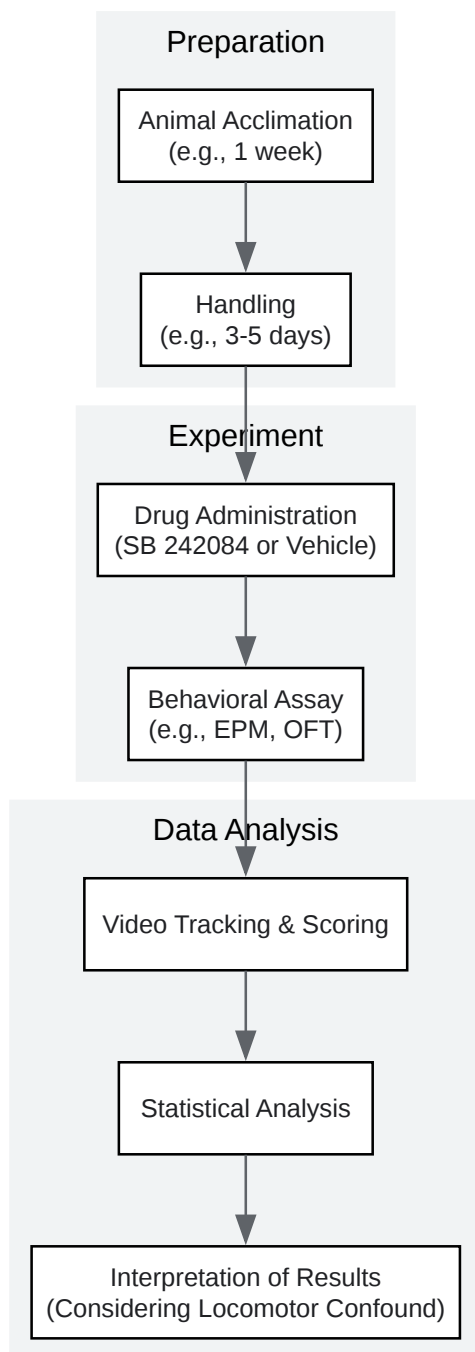 Preparation
Animal Acclimation
(e.g., 1 week)
Handling
(e.g., 3-5 days)
Experiment
Drug Administration
(SB 242084 or Vehicle)
Behavioral Assay
(e.g., EPM, OFT)
Data Analysis
Video Tracking & Scoring
Statistical Analysis
Interpretation of Results
(Considering Locomotor Confound)